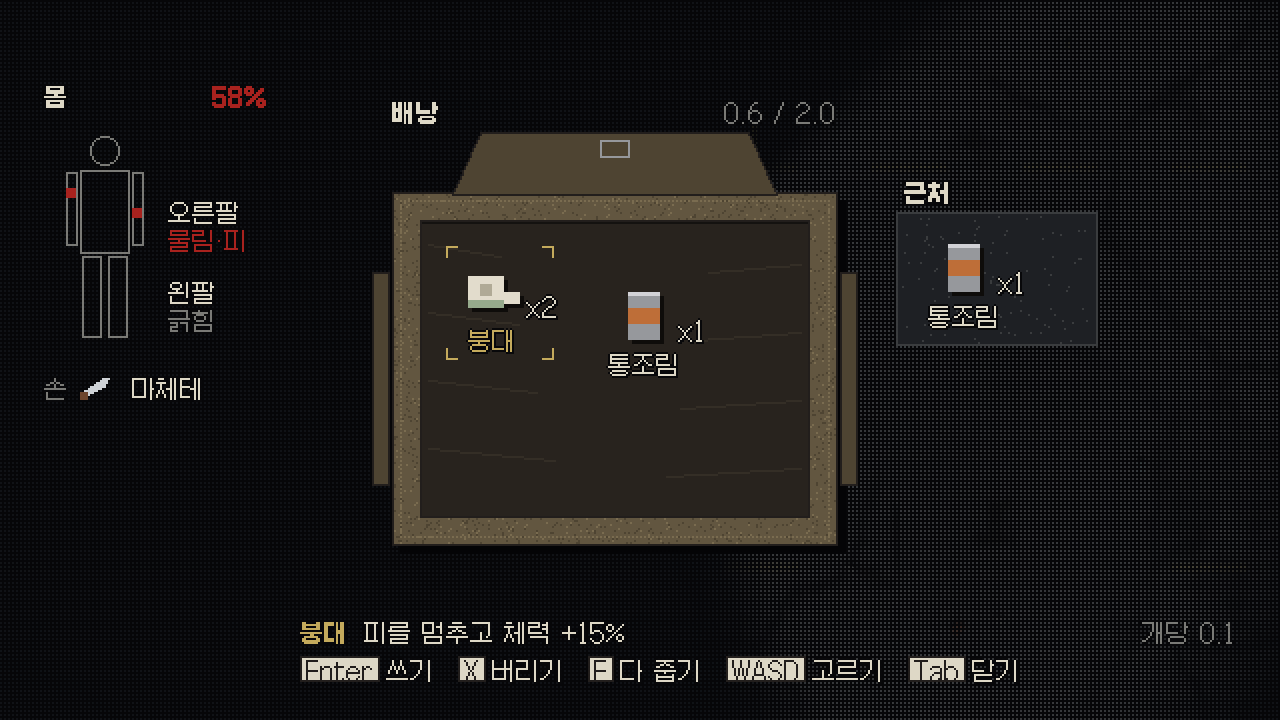 몸 58%
오른팔
물림·피
왼팔
긁힘
손 마체테
배낭 0.6 / 2.0
x2
붕대
x1
통조림
근처
x1
통조림
붕대 피를 멈추고 체력 +15% 개당 0.1
Enter 쓰기 X 버리기 F 다 줍기 WASD 고르기 Tab 닫기